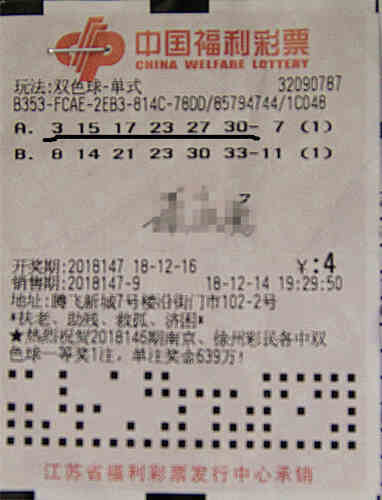 中国福利彩票
CHINA WELFARE LOTTERY
玩法:双色球-单式 32090787
B353-FCAE-2EB3-814C-78DD/85794744/1C048
A. 3 15 17 23 27 30- 7 (1)
B. 8 14 21 23 30 33-11 (1)
开奖期:2018147 18-12-16 ¥:4
销售期:2018147-9 18-12-14 19:29:50
地址:腾飞新城7号楼沿街门市102-2号
*扶老、助残、救孤、济困*
★热烈祝贺2018146期南京、徐州彩民各中双
色球一等奖1注,单注奖金639万!
江苏省福利彩票发行中心承销